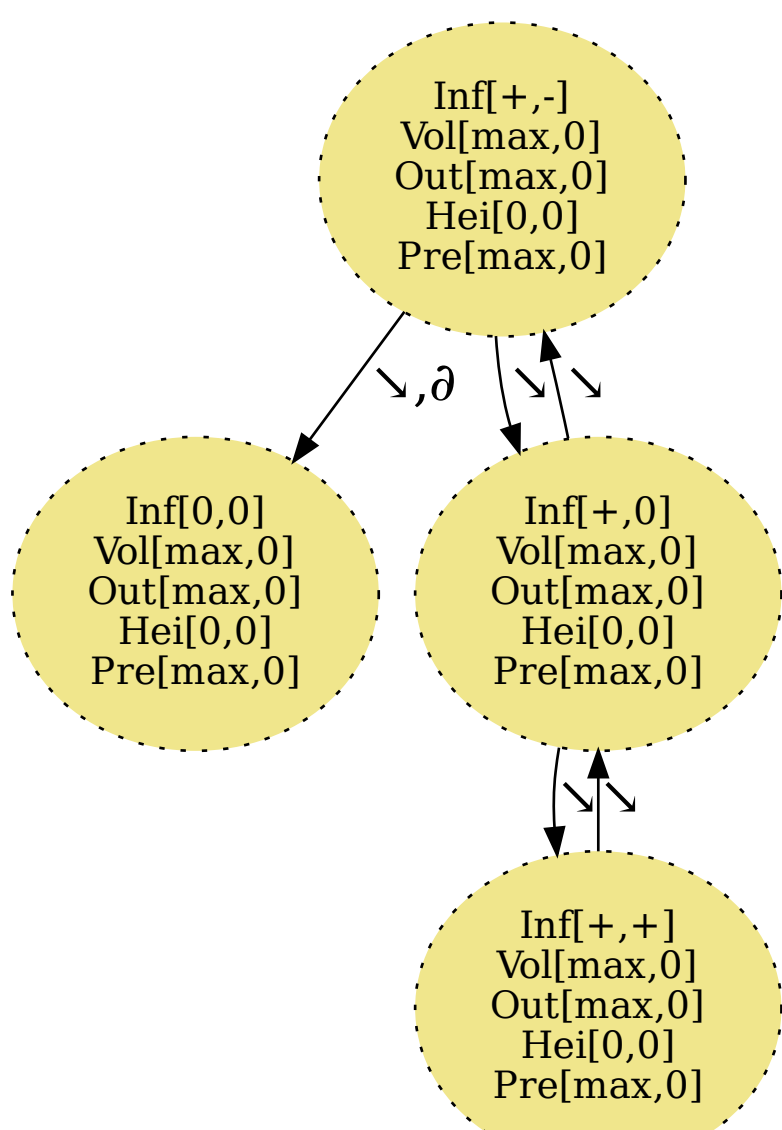 Inf[+,-]
Vol[max,0]
Out[max,0]
Hei[0,0]
Pre[max,0]
↘,∂
↘
↘
Inf[0,0]
Vol[max,0]
Out[max,0]
Hei[0,0]
Pre[max,0]
Inf[+,0]
Vol[max,0]
Out[max,0]
Hei[0,0]
Pre[max,0]
↘
↘
Inf[+,+]
Vol[max,0]
Out[max,0]
Hei[0,0]
Pre[max,0]